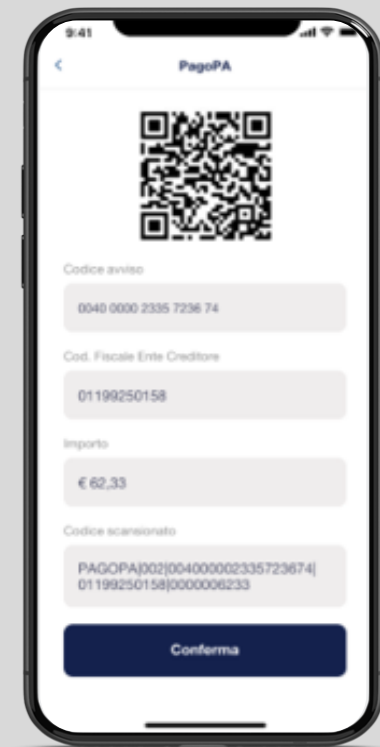 9:41
PagoPA
Codice avviso
0040 0000 2335 7236 74
Cod. Fiscale Ente Creditore
01199250158
Importo
€ 62,33
Codice scansionato
PAGOPA|002|004000002335723674|
01199250158|0000006233
Conferma